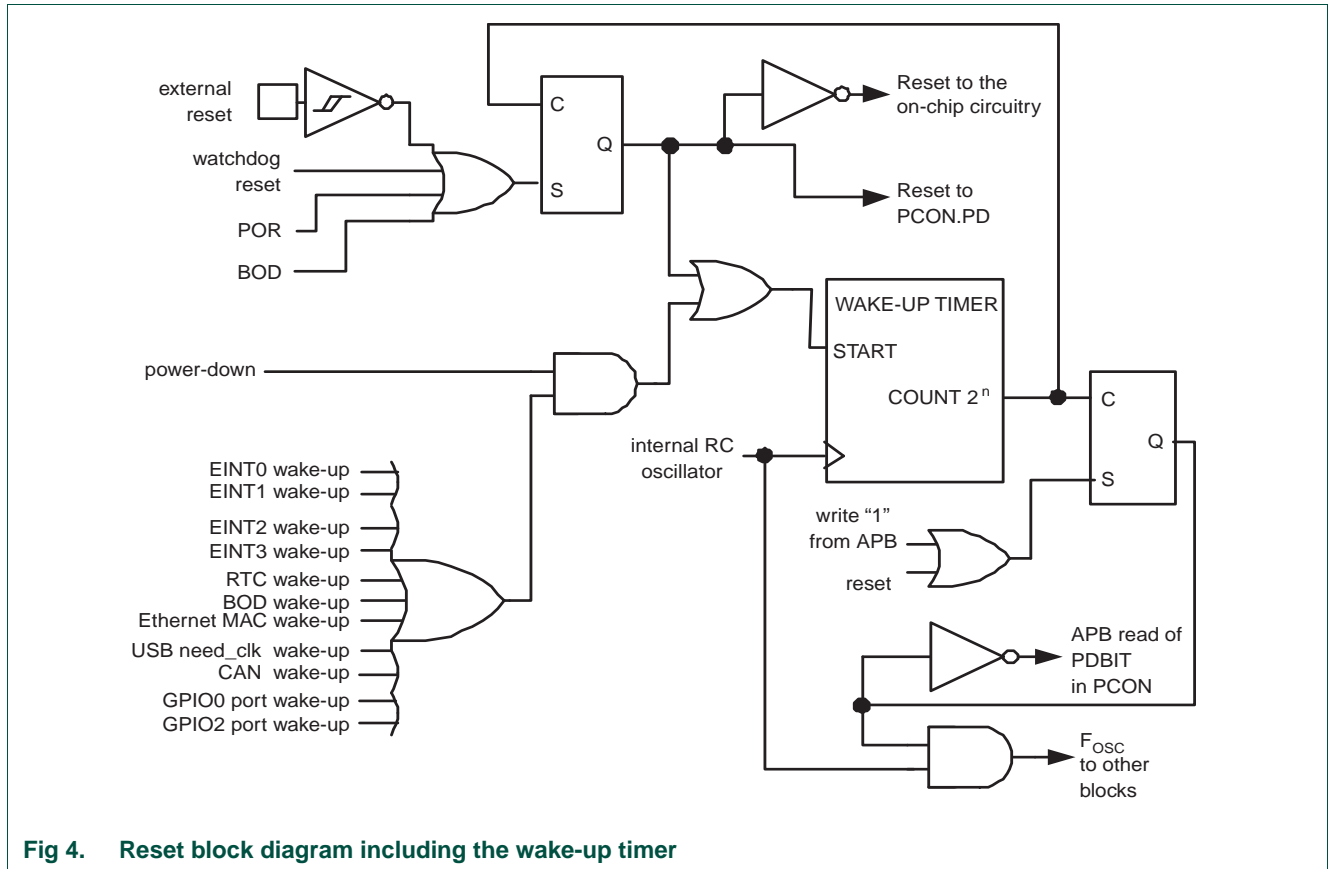 external
reset
watchdog
reset
POR
BOD
C
Q
S
Reset to the
on-chip circuitry
Reset to
PCON.PD
power-down
WAKE-UP TIMER
START
COUNT 2ⁿ
internal RC
oscillator
C
Q
S
EINT0 wake-up
EINT1 wake-up
EINT2 wake-up
EINT3 wake-up
RTC wake-up
BOD wake-up
Ethernet MAC wake-up
USB need_clk wake-up
CAN wake-up
GPIO0 port wake-up
GPIO2 port wake-up
write “1”
from APB
reset
APB read of
PDBIT
in PCON
FOSC
to other
blocks
Fig 4. Reset block diagram including the wake-up timer